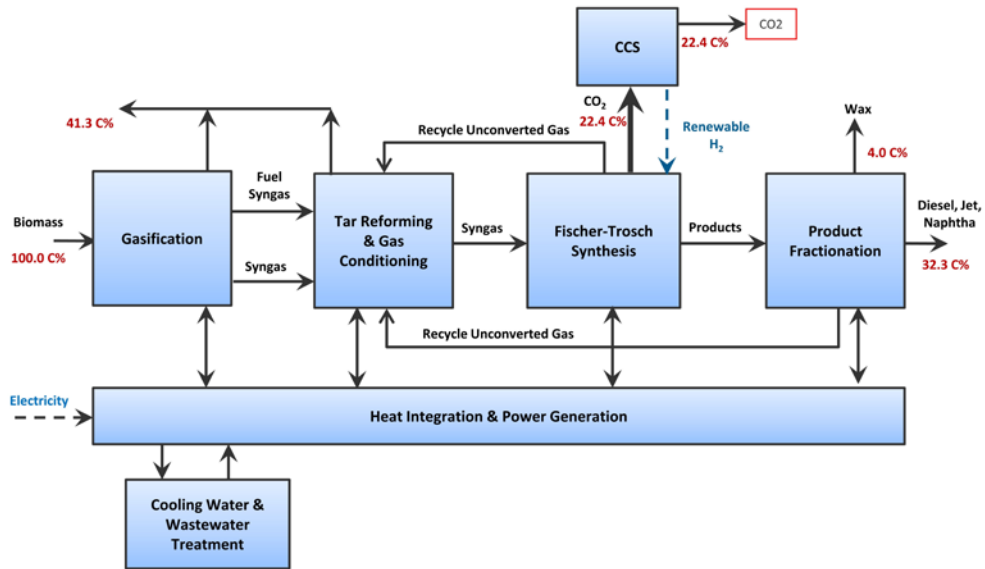 CCS
22.4 C%
CO2
CO₂
22.4 C%
Renewable
H₂
41.3 C%
Recycle Unconverted Gas
Wax
4.0 C%
Biomass
100.0 C%
Gasification
Fuel
Syngas
Syngas
Tar Reforming
& Gas
Conditioning
Syngas
Fischer-Trosch
Synthesis
Products
Product
Fractionation
Diesel, Jet,
Naphtha
32.3 C%
Recycle Unconverted Gas
Electricity
Heat Integration & Power Generation
Cooling Water &
Wastewater
Treatment